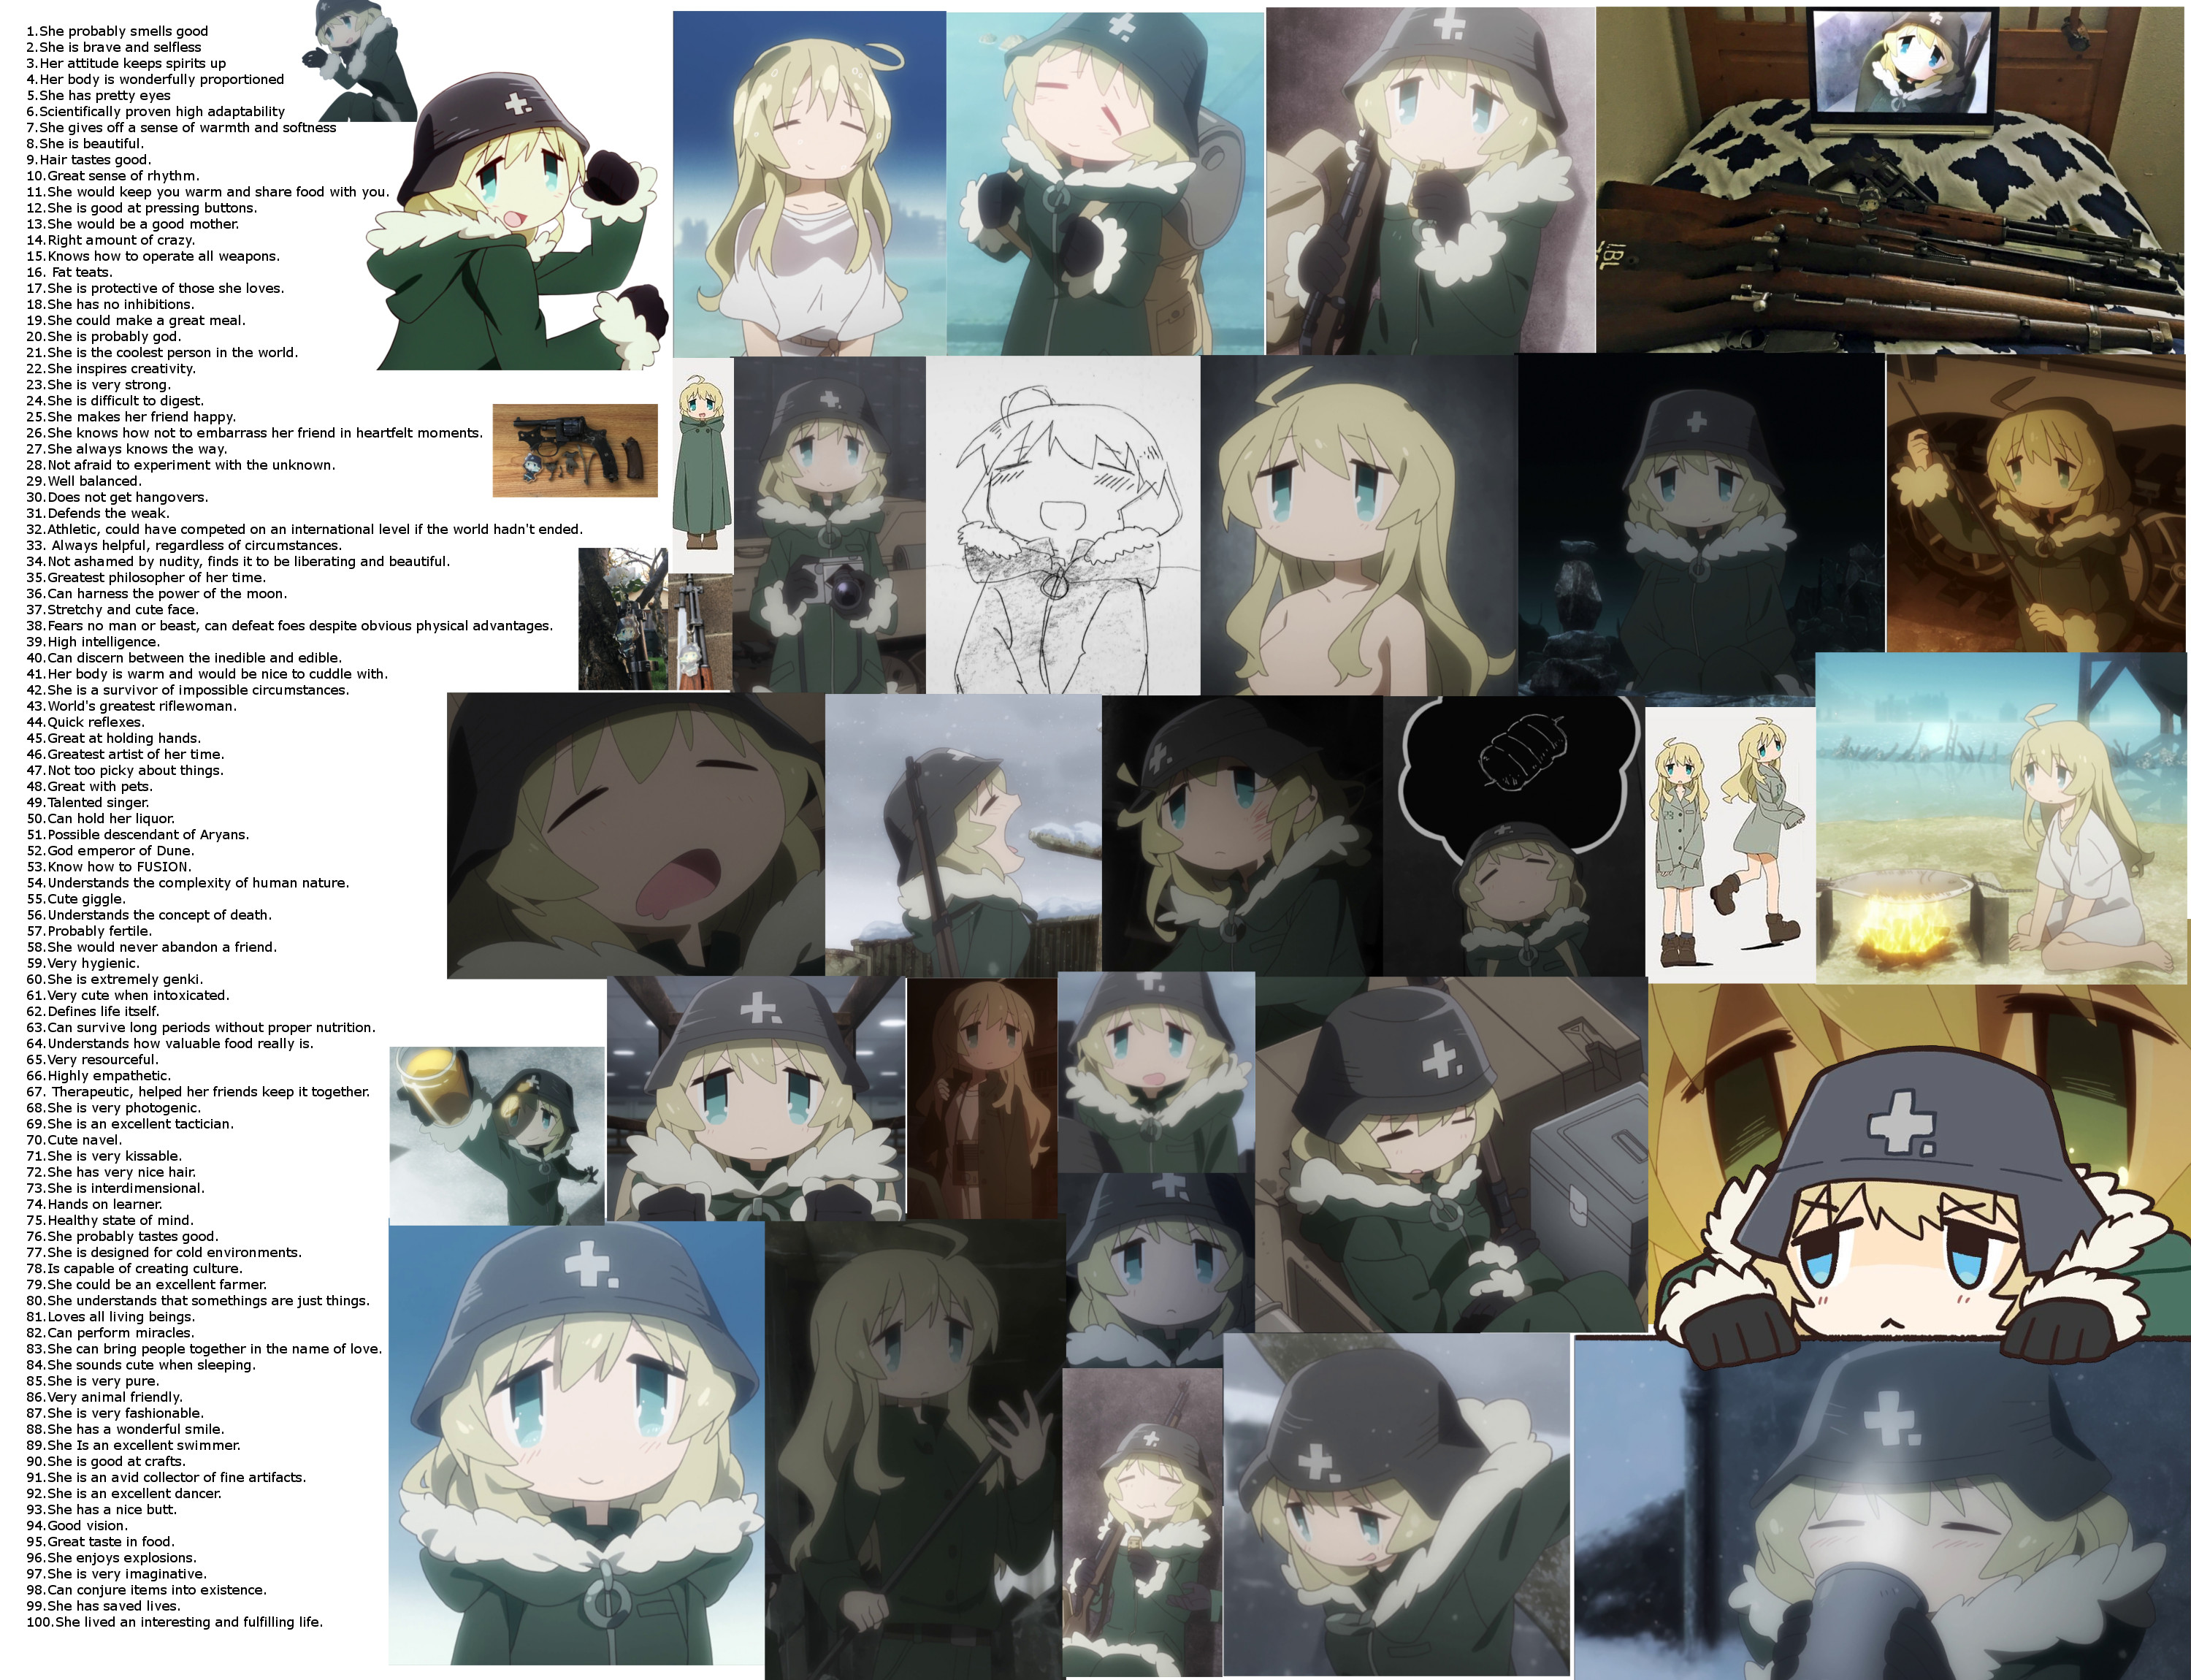 1.She probably smells good
2.She is brave and selfless
3.Her attitude keeps spirits up
4.Her body is wonderfully proportioned
5.She has pretty eyes
6.Scientifically proven high adaptability
7.She gives off a sense of warmth and softness
8.She is beautiful.
9.Hair tastes good.
10.Great sense of rhythm.
11.She would keep you warm and share food with you.
12.She is good at pressing buttons.
13.She would be a good mother.
14.Right amount of crazy.
15.Knows how to operate all weapons.
16. Fat teats.
17.She is protective of those she loves.
18.She has no inhibitions.
19.She could make a great meal.
20.She is probably god.
21.She is the coolest person in the world.
22.She inspires creativity.
23.She is very strong.
24.She is difficult to digest.
25.She makes her friend happy.
26.She knows how not to embarrass her friend in heartfelt moments.
27.She always knows the way.
28.Not afraid to experiment with the unknown.
29.Well balanced.
30.Does not get hangovers.
31.Defends the weak.
32.Athletic, could have competed on an international level if the world hadn't ended.
33. Always helpful, regardless of circumstances.
34.Not ashamed by nudity, finds it to be liberating and beautiful.
35.Greatest philosopher of her time.
36.Can harness the power of the moon.
37.Stretchy and cute face.
38.Fears no man or beast, can defeat foes despite obvious physical advantages.
39.High intelligence.
40.Can discern between the inedible and edible.
41.Her body is warm and would be nice to cuddle with.
42.She is a survivor of impossible circumstances.
43.World's greatest riflewoman.
44.Quick reflexes.
45.Great at holding hands.
46.Greatest artist of her time.
47.Not too picky about things.
48.Great with pets.
49.Talented singer.
50.Can hold her liquor.
51.Possible descendant of Aryans.
52.God emperor of Dune.
53.Know how to FUSION.
54.Understands the complexity of human nature.
55.Cute giggle.
56.Understands the concept of death.
57.Probably fertile.
58.She would never abandon a friend.
59.Very hygienic.
60.She is extremely genki.
61.Very cute when intoxicated.
62.Defines life itself.
63.Can survive long periods without proper nutrition.
64.Understands how valuable food really is.
65.Very resourceful.
66.Highly empathetic.
67. Therapeutic, helped her friends keep it together.
68.She is very photogenic.
69.She is an excellent tactician.
70.Cute navel.
71.She is very kissable.
72.She has very nice hair.
73.She is interdimensional.
74.Hands on learner.
75.Healthy state of mind.
76.She probably tastes good.
77.She is designed for cold environments.
78.Is capable of creating culture.
79.She could be an excellent farmer.
80.She understands that somethings are just things.
81.Loves all living beings.
82.Can perform miracles.
83.She can bring people together in the name of love.
84.She sounds cute when sleeping.
85.She is very pure.
86.Very animal friendly.
87.She is very fashionable.
88.She has a wonderful smile.
89.She Is an excellent swimmer.
90.She is good at crafts.
91.She is an avid collector of fine artifacts.
92.She is an excellent dancer.
93.She has a nice butt.
94.Good vision.
95.Great taste in food.
96.She enjoys explosions.
97.She is very imaginative.
98.Can conjure items into existence.
99.She has saved lives.
100.She lived an interesting and fulfilling life.